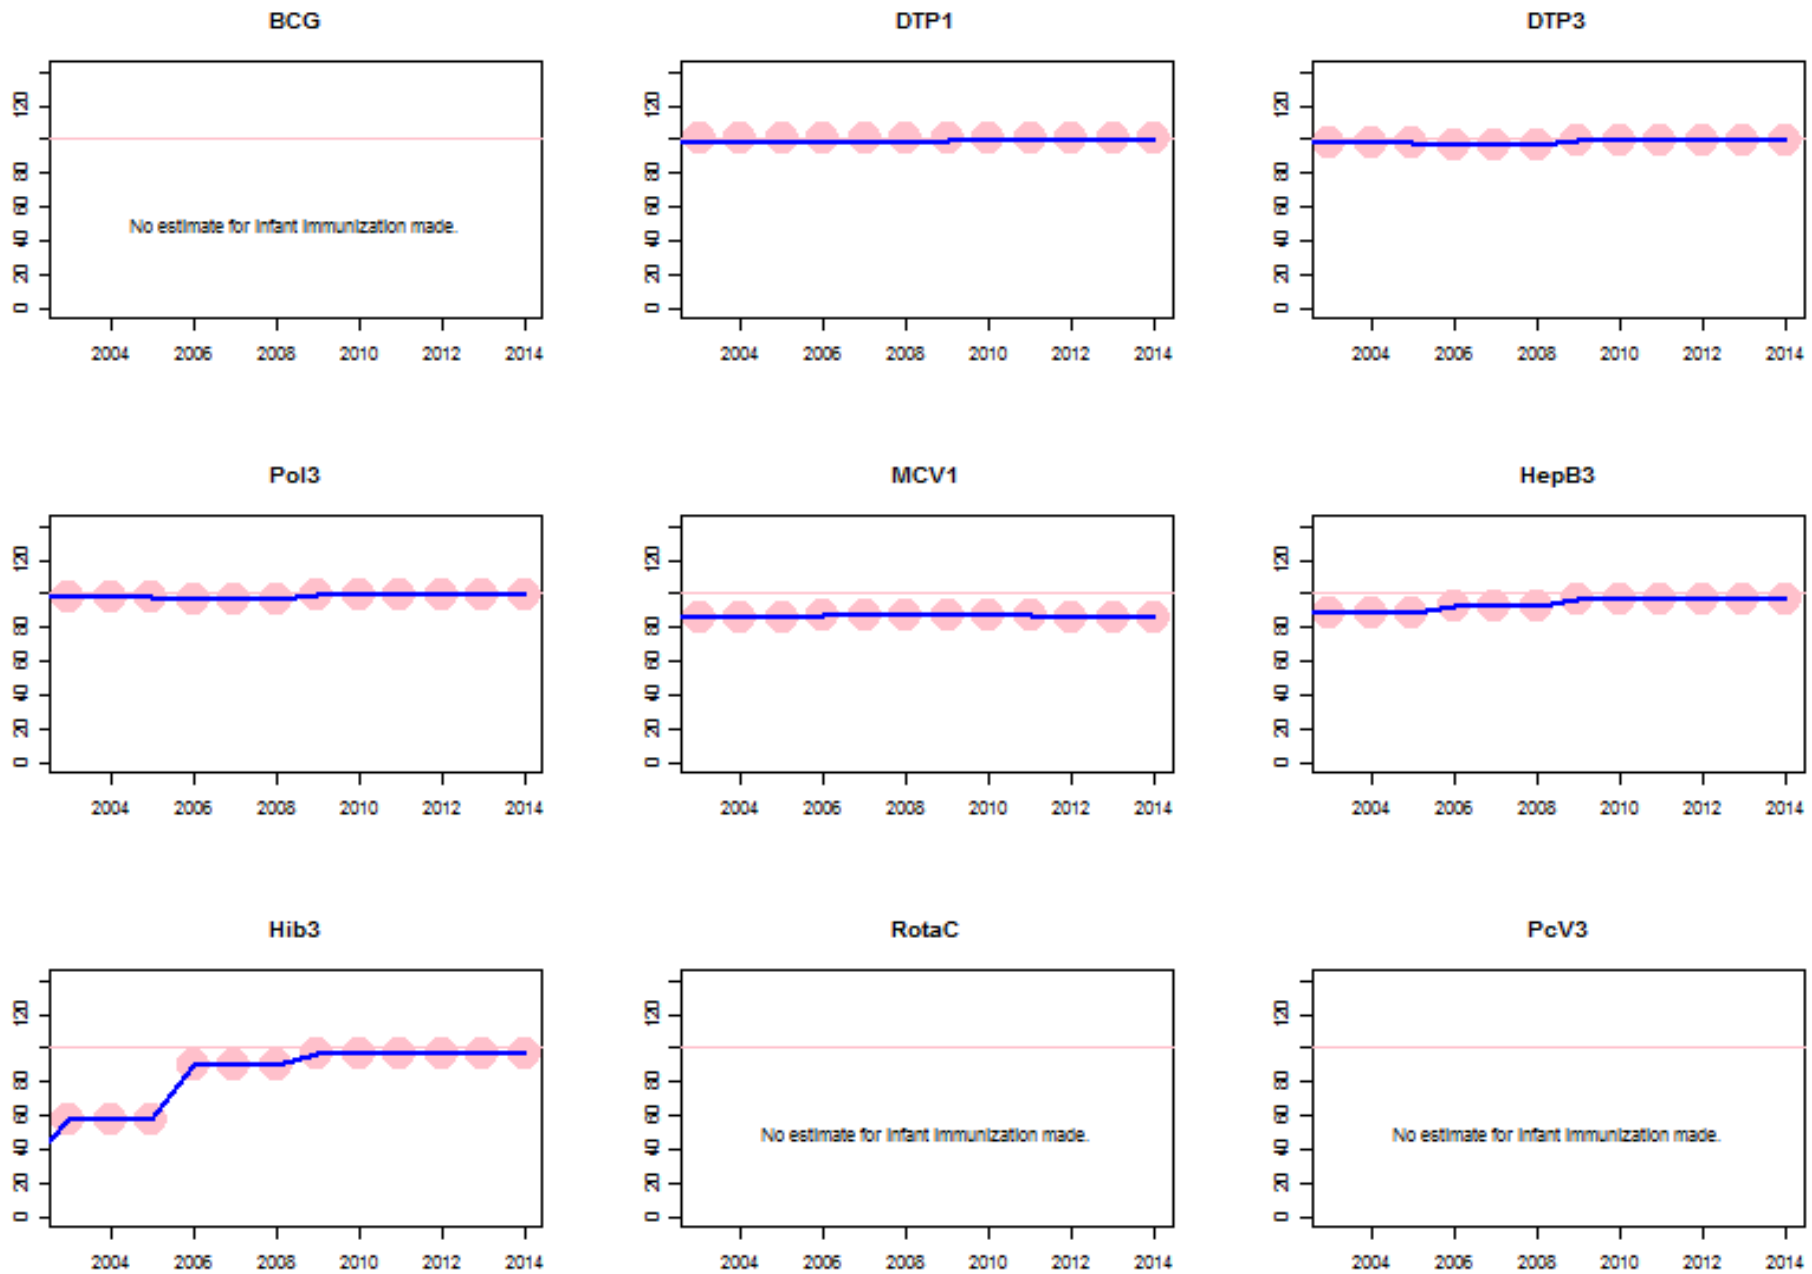 BCG DTP1 DTP3
120 120 120
80 80 80
60 60 60
No estimate for infant immunization made.
40 40 40
20 20 20
0 0 0
2004 2006 2008 2010 2012 2014 2004 2006 2008 2010 2012 2014 2004 2006 2008 2010 2012 2014
Pol3 MCV1 HepB3
120 120 120
80 80 80
60 60 60
40 40 40
20 20 20
0 0 0
2004 2006 2008 2010 2012 2014 2004 2006 2008 2010 2012 2014 2004 2006 2008 2010 2012 2014
Hib3 RotaC PcV3
120 120 120
80 80 80
60 60 60
No estimate for infant immunization made. No estimate for infant immunization made.
40 40 40
20 20 20
0 0 0
2004 2006 2008 2010 2012 2014 2004 2006 2008 2010 2012 2014 2004 2006 2008 2010 2012 2014